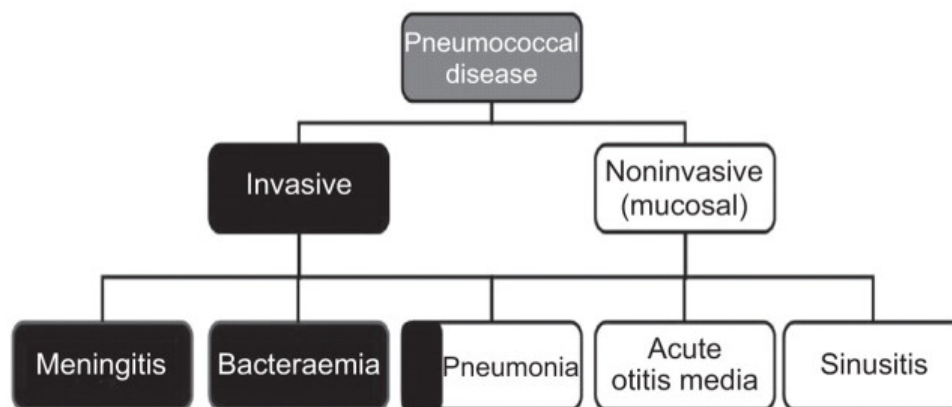 Pneumococcal
disease
Invasive
Noninvasive
(mucosal)
Meningitis
Bacteraemia
Pneumonia
Acute
otitis media
Sinusitis